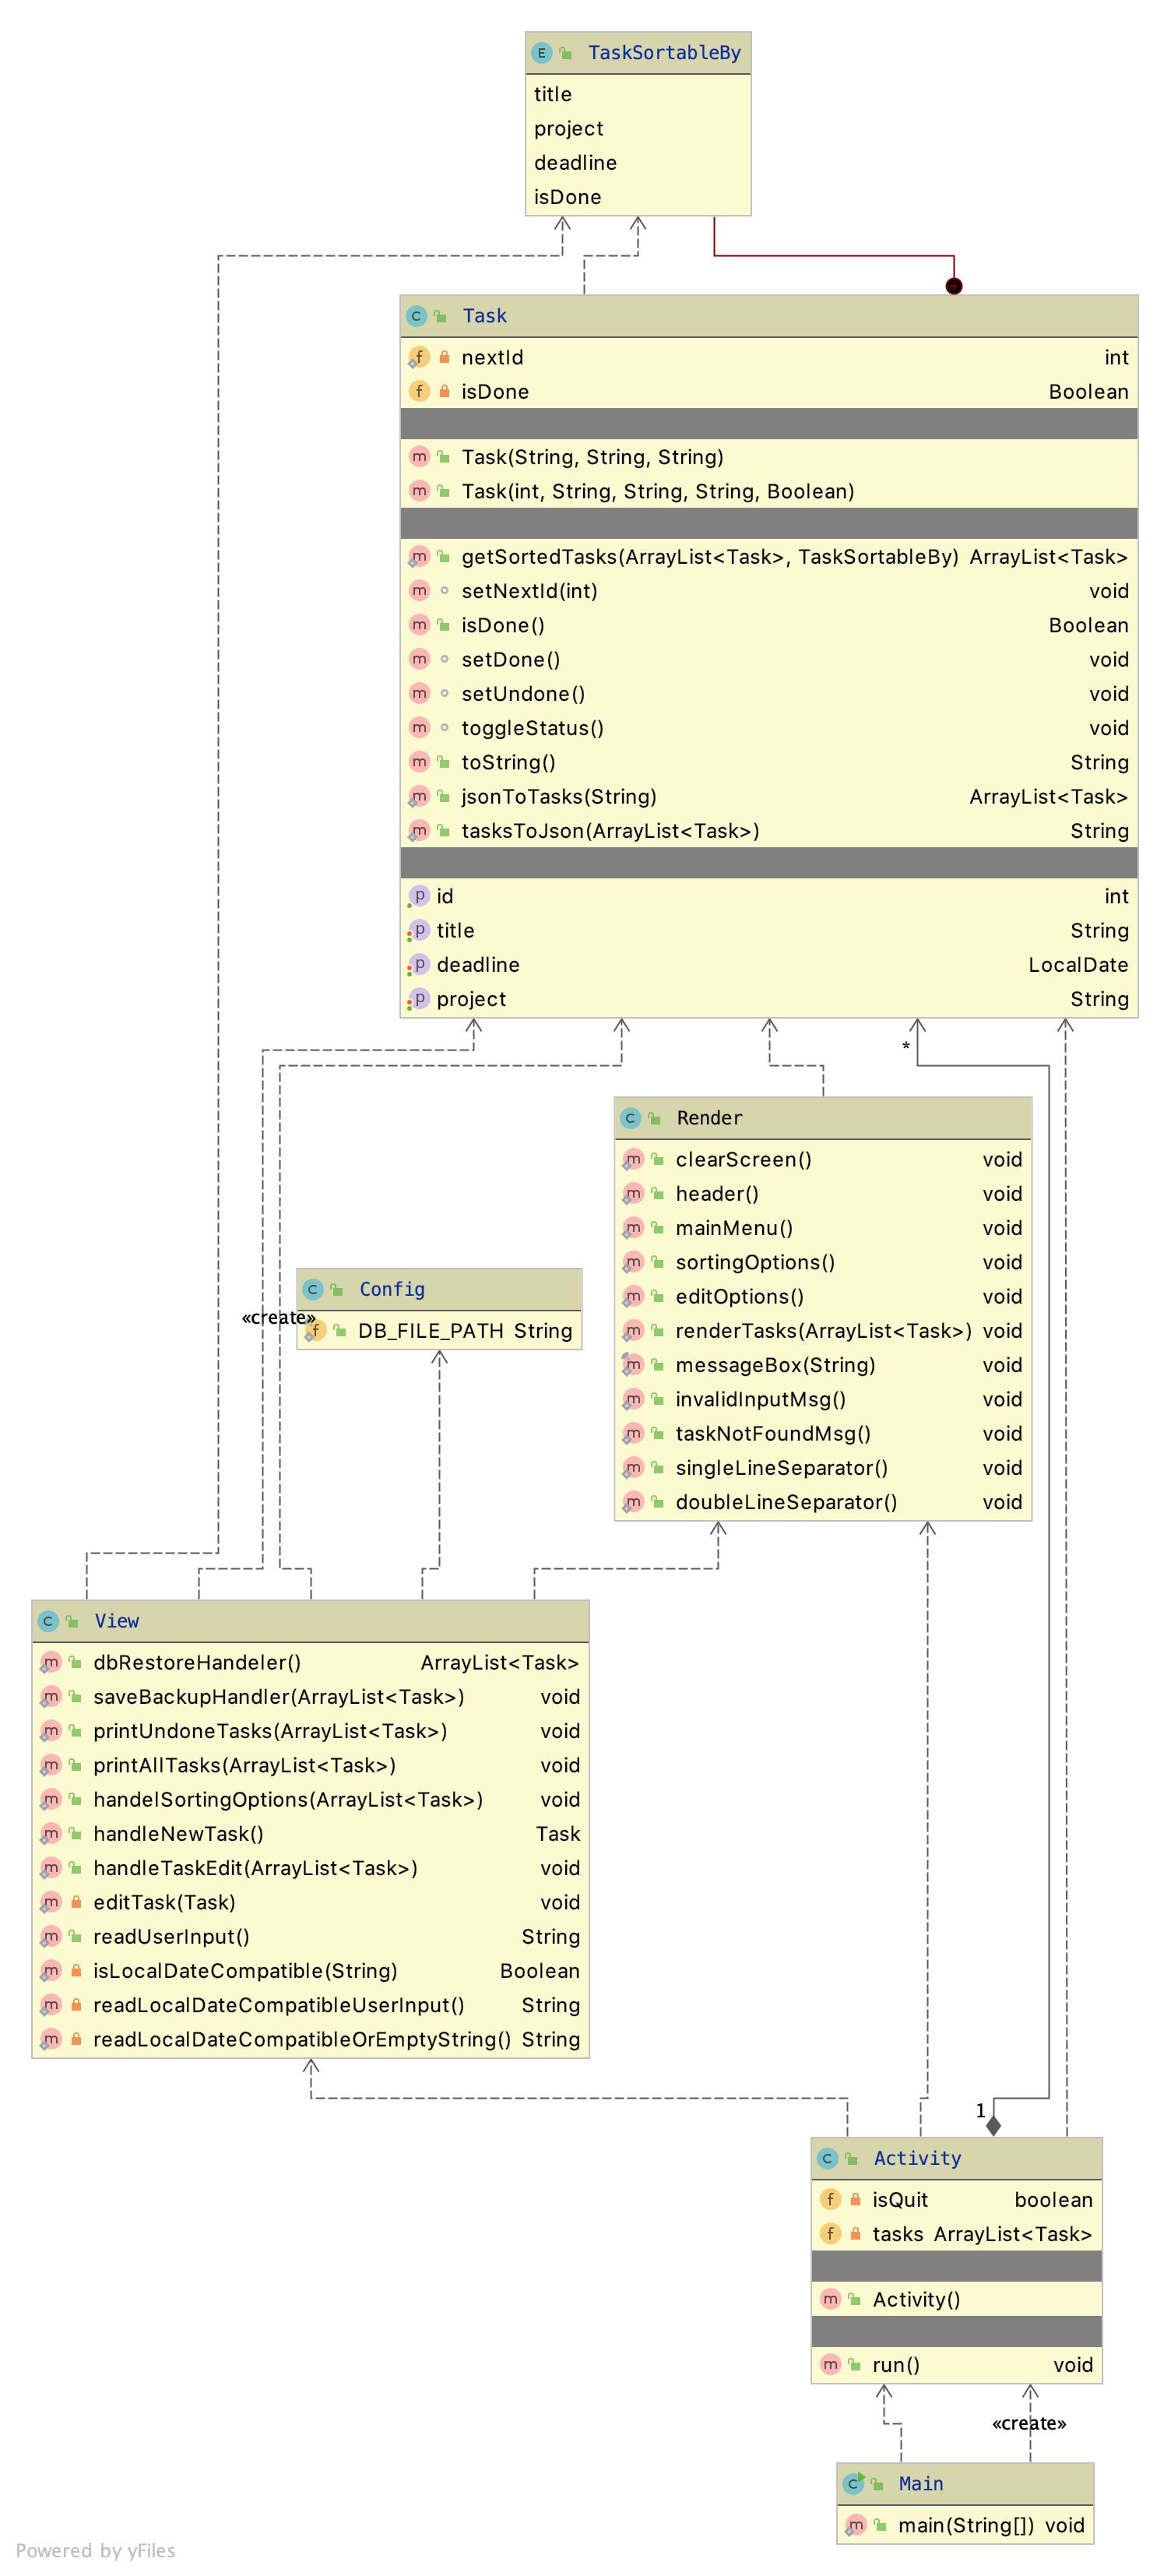 TaskSortableBy
title
project
deadline
isDone
Task
nextId int
isDone Boolean
Task(String, String, String)
Task(int, String, String, String, Boolean)
getSortedTasks(ArrayList<Task>, TaskSortableBy) ArrayList<Task>
setNextId(int) void
isDone() Boolean
setDone() void
setUndone() void
toggleStatus() void
toString() String
jsonToTasks(String) ArrayList<Task>
tasksToJson(ArrayList<Task>) String
id int
title String
deadline LocalDate
project String
*
Render
clearScreen() void
header() void
mainMenu() void
sortingOptions() void
editOptions() void
renderTasks(ArrayList<Task>) void
messageBox(String) void
invalidInputMsg() void
taskNotFoundMsg() void
singleLineSeparator() void
doubleLineSeparator() void
Config
«create»
DB_FILE_PATH String
View
dbRestoreHandeler() ArrayList<Task>
saveBackupHandler(ArrayList<Task>) void
printUndoneTasks(ArrayList<Task>) void
printAllTasks(ArrayList<Task>) void
handelSortingOptions(ArrayList<Task>) void
handleNewTask() Task
handleTaskEdit(ArrayList<Task>) void
editTask(Task) void
readUserInput() String
isLocalDateCompatible(String) Boolean
readLocalDateCompatibleUserInput() String
readLocalDateCompatibleOrEmptyString() String
1
Activity
isQuit boolean
tasks ArrayList<Task>
Activity()
run() void
«create»
Main
main(String[]) void
Powered by yFiles